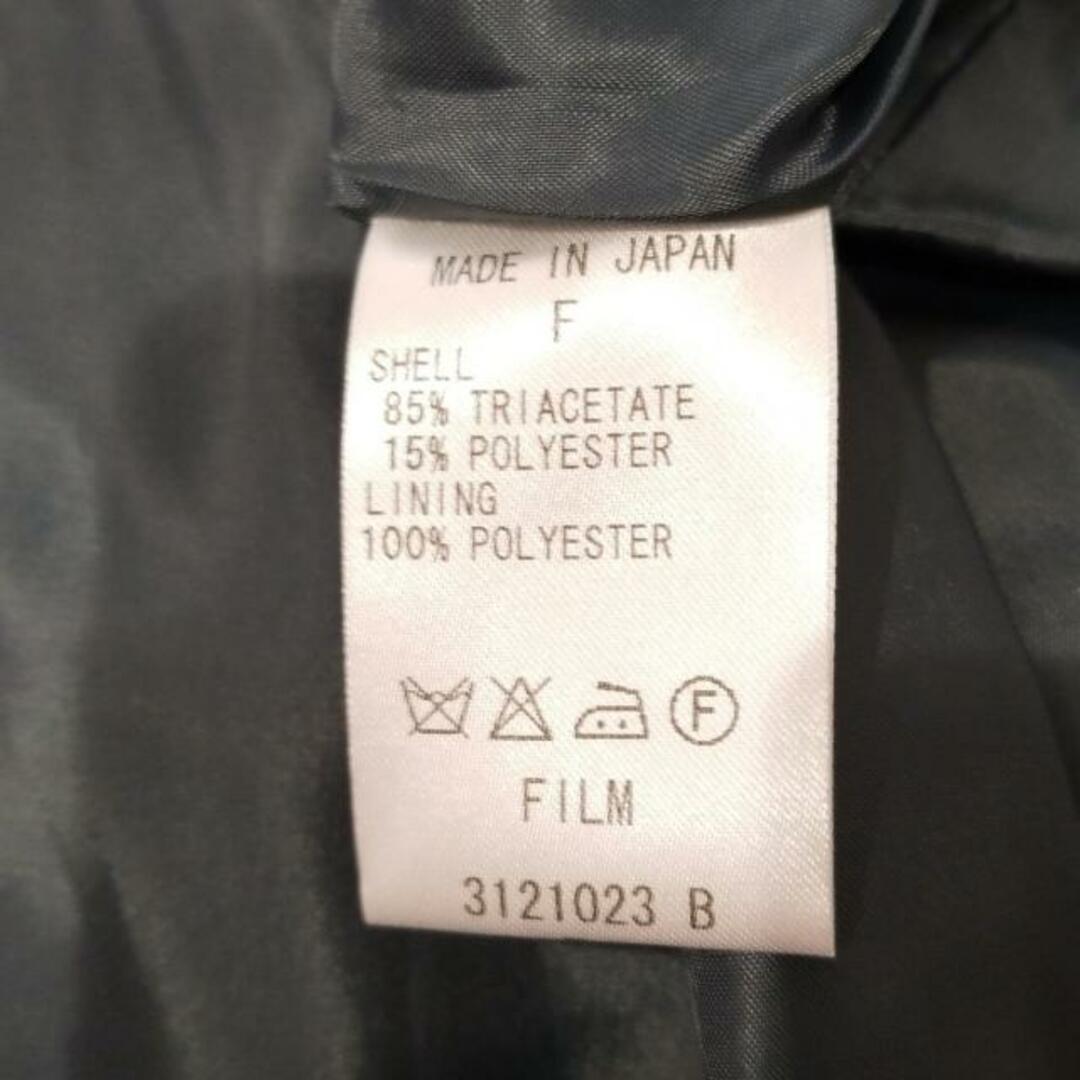 MADE IN JAPAN
F
SHELL
85% TRIACETATE
15% POLYESTER
LINING
100% POLYESTER
F
FILM
3121023 B